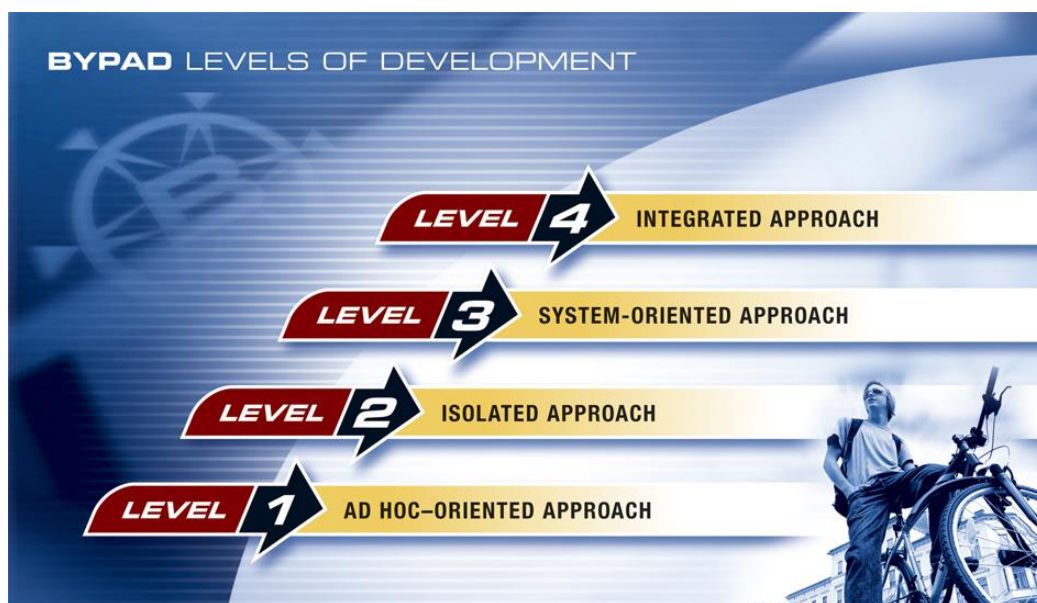 BYPAD LEVELS OF DEVELOPMENT
LEVEL 4 INTEGRATED APPROACH
LEVEL 3 SYSTEM-ORIENTED APPROACH
LEVEL 2 ISOLATED APPROACH
LEVEL 1 AD HOC–ORIENTED APPROACH